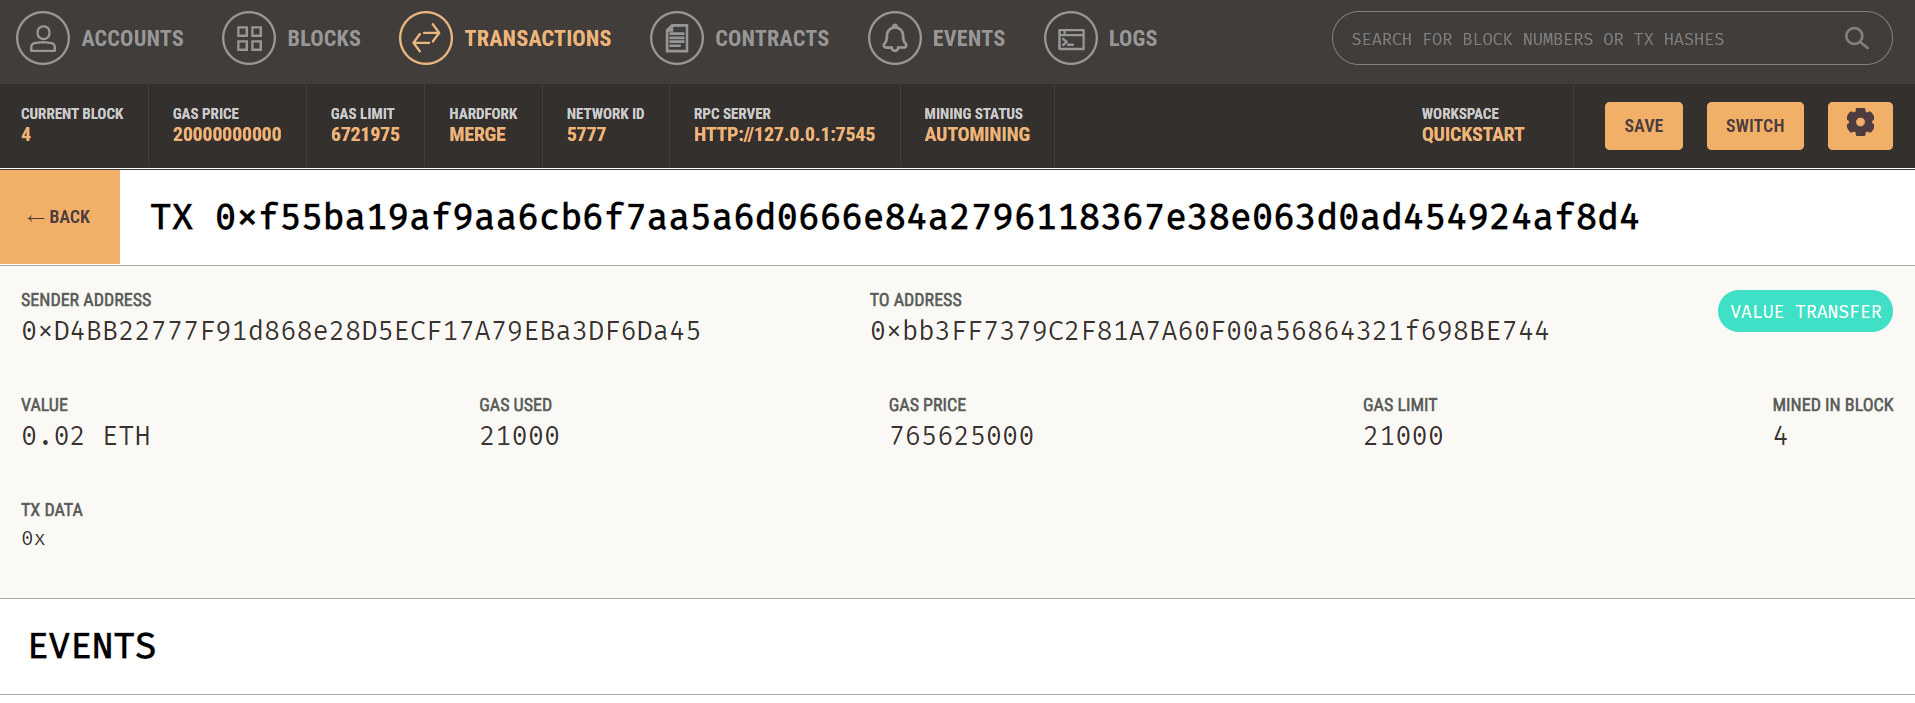 ACCOUNTS BLOCKS TRANSACTIONS CONTRACTS EVENTS LOGS SEARCH FOR BLOCK NUMBERS OR TX HASHES
CURRENT BLOCK GAS PRICE GAS LIMIT HARDFORK NETWORK ID RPC SERVER MINING STATUS WORKSPACE
4 20000000000 6721975 MERGE 5777 HTTP://127.0.0.1:7545 AUTOMINING QUICKSTART SAVE SWITCH
← BACK TX 0×f55ba19af9aa6cb6f7aa5a6d0666e84a2796118367e38e063d0ad454924af8d4
SENDER ADDRESS TO ADDRESS
0×D4BB22777F91d868e28D5ECF17A79EBa3DF6Da45 0×bb3FF7379C2F81A7A60F00a56864321f698BE744 VALUE TRANSFER
VALUE GAS USED GAS PRICE GAS LIMIT MINED IN BLOCK
0.02 ETH 21000 765625000 21000 4
TX DATA
0x
EVENTS